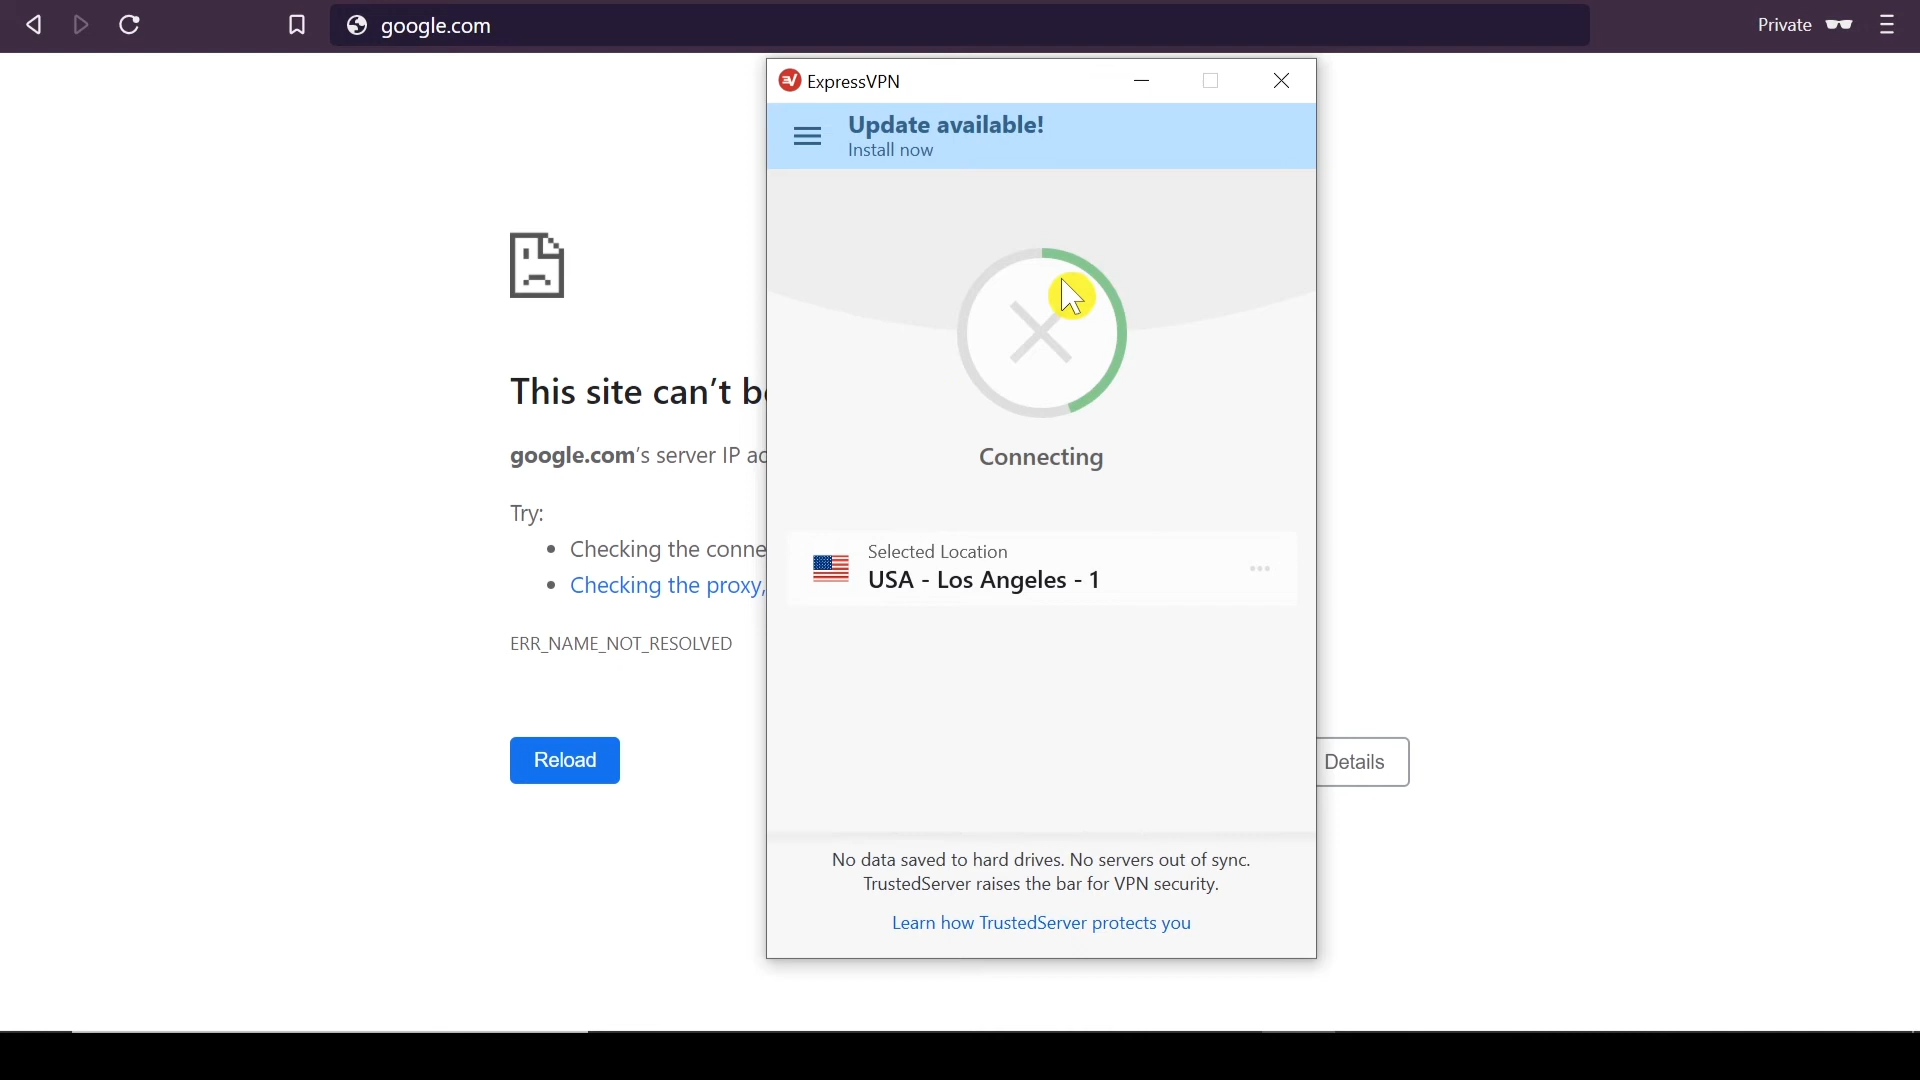 google.com
Private
ExpressVPN
Update available!
Install now
This site can't b
google.com's server IP ad
Try:
Checking the conne
Checking the proxy,
ERR_NAME_NOT_RESOLVED
Reload
Connecting
Selected Location
USA - Los Angeles - 1
Details
No data saved to hard drives. No servers out of sync.
TrustedServer raises the bar for VPN security.
Learn how TrustedServer protects you